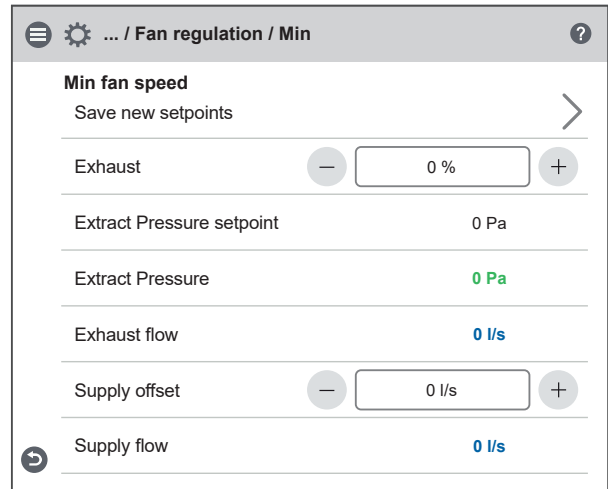 ... / Fan regulation / Min ?
Min fan speed
Save new setpoints
Exhaust − 0 % +
Extract Pressure setpoint 0 Pa
Extract Pressure 0 Pa
Exhaust flow 0 l/s
Supply offset − 0 l/s +
Supply flow 0 l/s